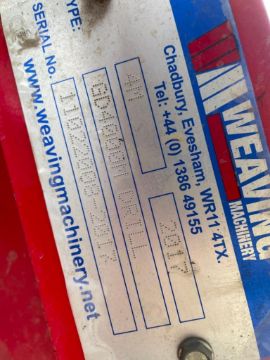 WEAVING
MACHINERY
Chadbury, Evesham, WR11 4TX.
Tel: +44 (0) 1386 49155
4M 2017
TYPE: DRILL
SERIAL NO.
www.weavingmachinery.net